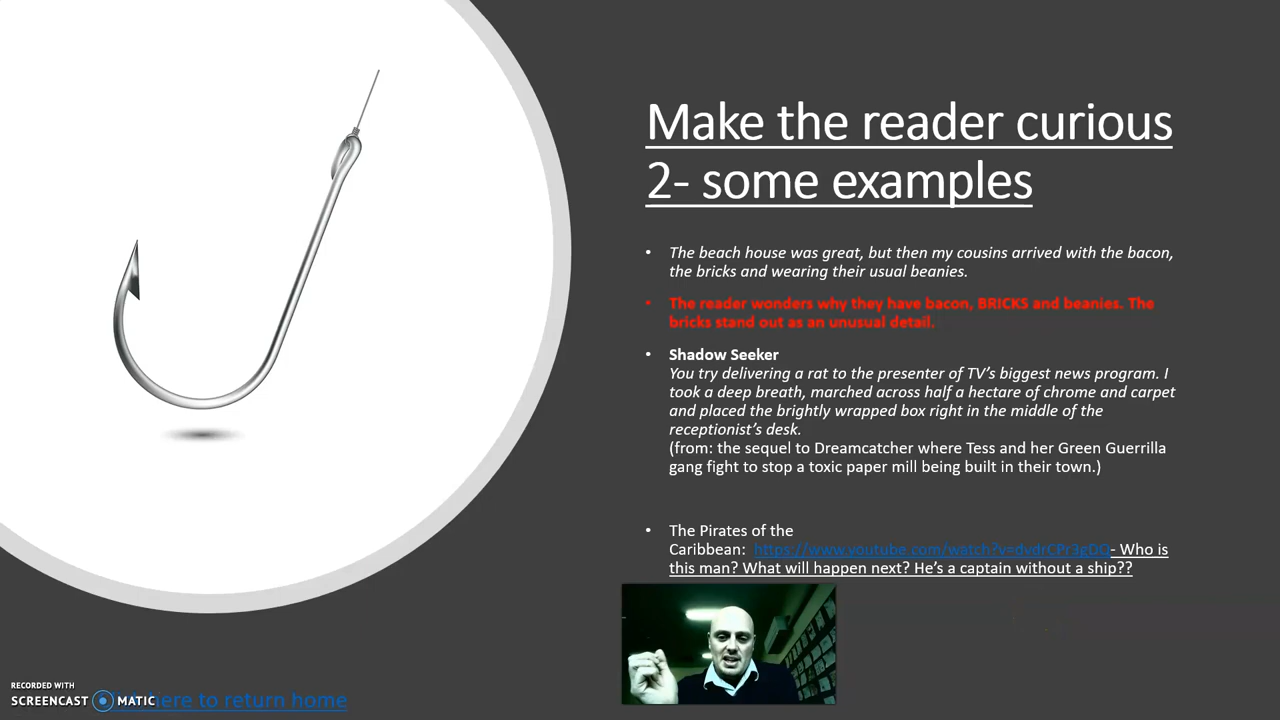 Make the reader curious
2- some examples
• The beach house was great, but then my cousins arrived with the bacon,
the bricks and wearing their usual beanies.
• The reader wonders why they have bacon, BRICKS and beanies. The
bricks stand out as an unusual detail.
• Shadow Seeker
You try delivering a rat to the presenter of TV’s biggest news program. I
took a deep breath, marched across half a hectare of chrome and carpet
and placed the brightly wrapped box right in the middle of the
receptionist’s desk.
(from: the sequel to Dreamcatcher where Tess and her Green Guerrilla
gang fight to stop a toxic paper mill being built in their town.)
• The Pirates of the
Caribbean: https://www.youtube.com/watch?v=dvdrCPr3gDQ- Who is
this man? What will happen next? He’s a captain without a ship??
RECORDED WITH
SCREENCAST MATIC
here to return home